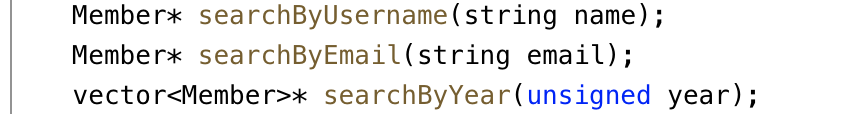 Member* searchByUsername(string name);
Member* searchByEmail(string email);
vector<Member>* searchByYear(unsigned year);